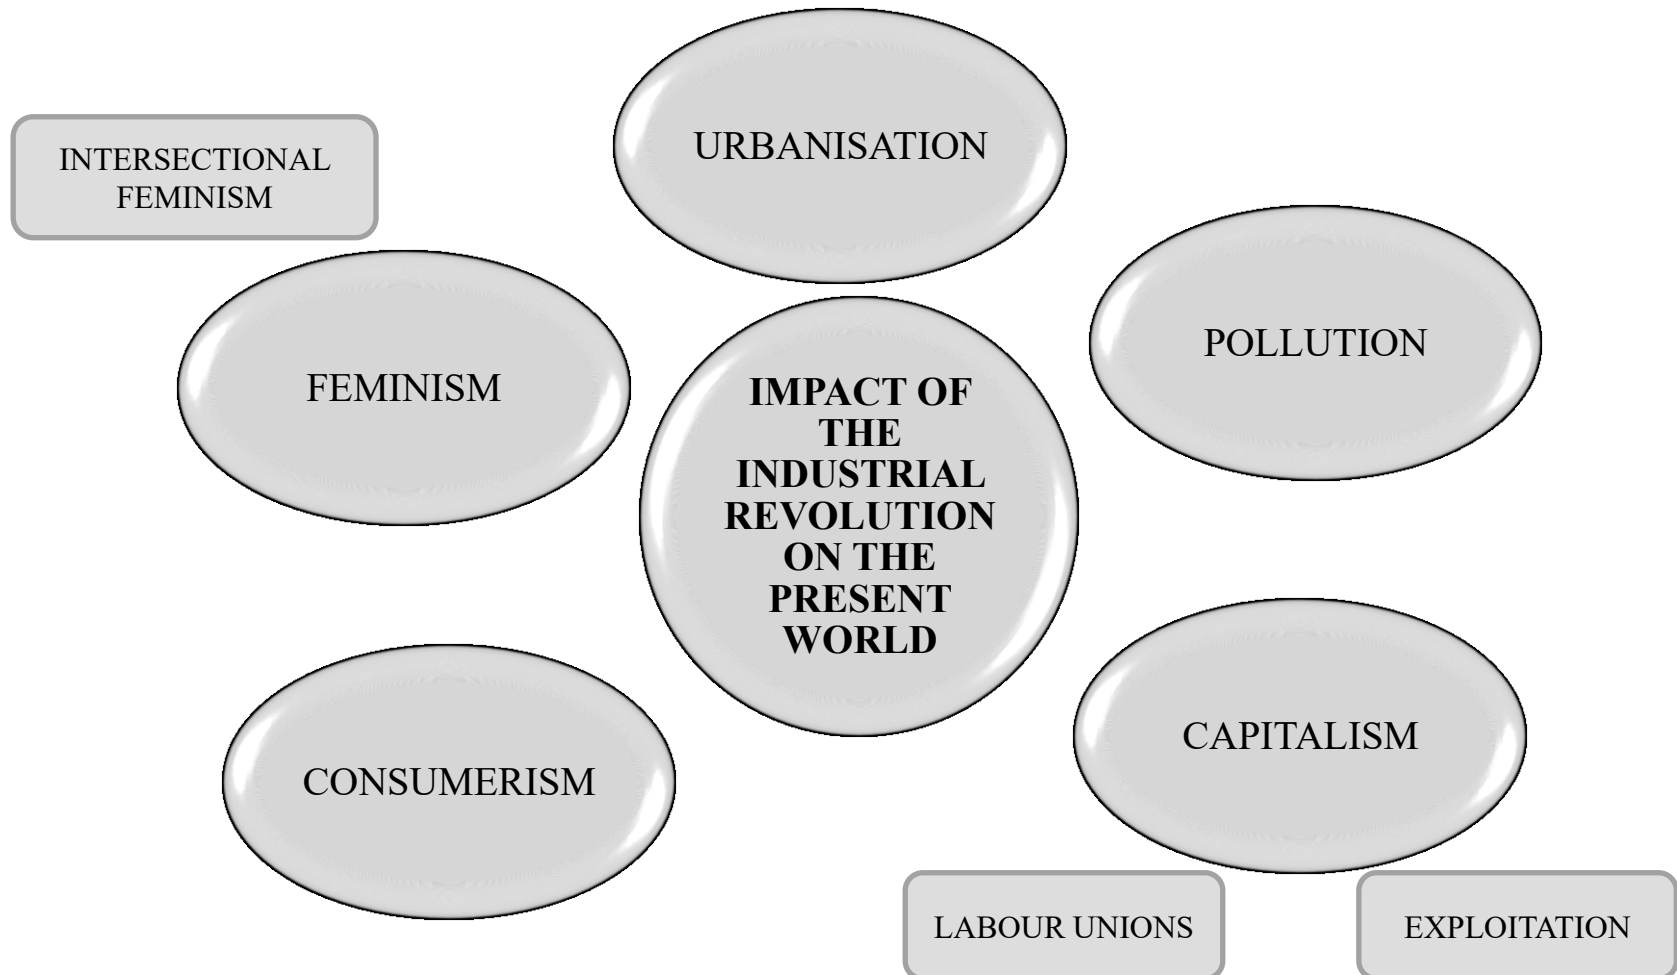 URBANISATION
INTERSECTIONAL
FEMINISM
POLLUTION
FEMINISM
IMPACT OF
THE
INDUSTRIAL
REVOLUTION
ON THE
PRESENT
WORLD
CAPITALISM
CONSUMERISM
LABOUR UNIONS
EXPLOITATION